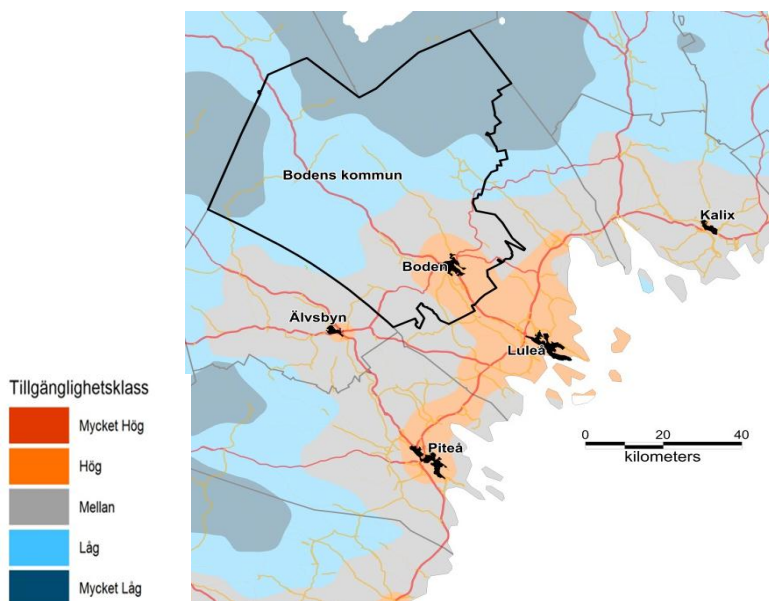 Bodens kommun
Kalix
Boden
Älvsbyn
Luleå
Tillgänglighetsklass
Mycket Hög
Hög
Mellan
Låg
Mycket Låg
Piteå
0 20 40
kilometers